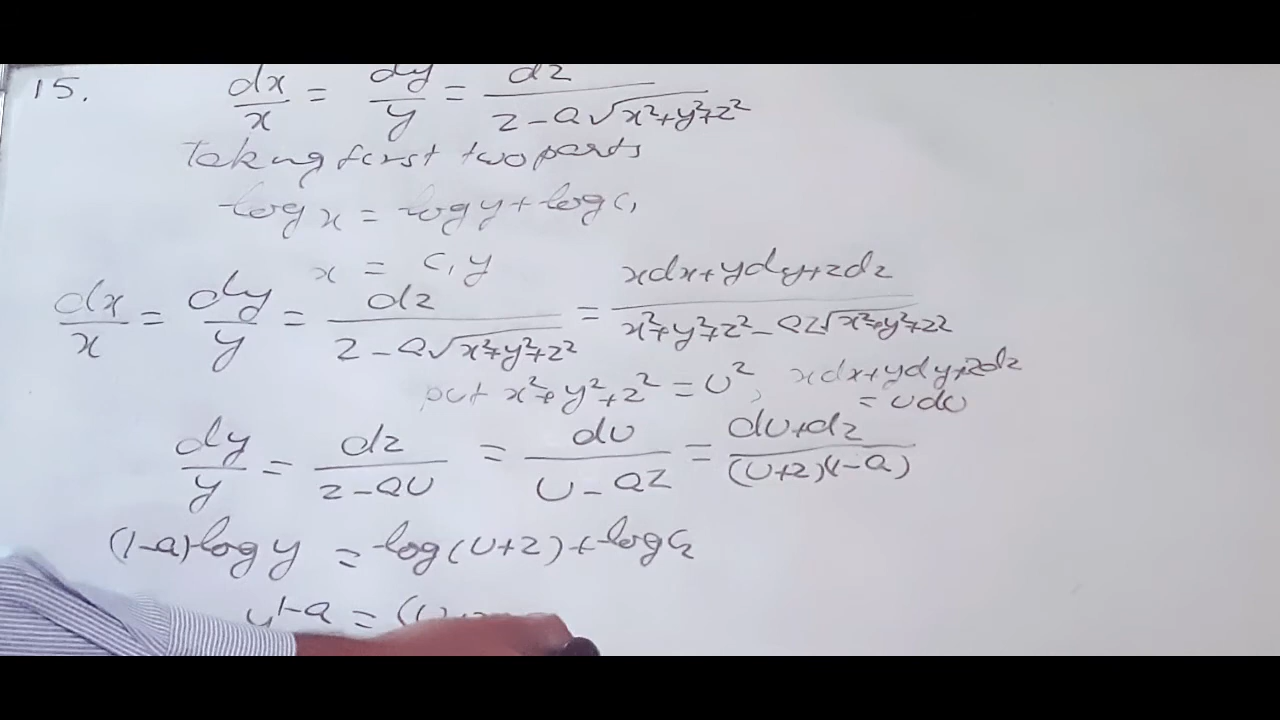 15. dx/x = dy/y = dz/(z-a√x²+y²+z²)
Taking first two parts
log x = log y + log c₁
x = c₁y
dx/x = dy/y = dz/(z-a√x²+y²+z²) = (xdx+ydy+zdz)/(x²+y²+z²-az√x²+y²+z²)
put x²+y²+z² = U², xdx+ydy+zdz
= UdU
dy/y = dz/(z-aU) = dU/(U-az) = (dU+dz)/((U+z)(1-a))
(1-a) log y = log(U+z) + log c₂
y¹⁻ᵃ = (U+z